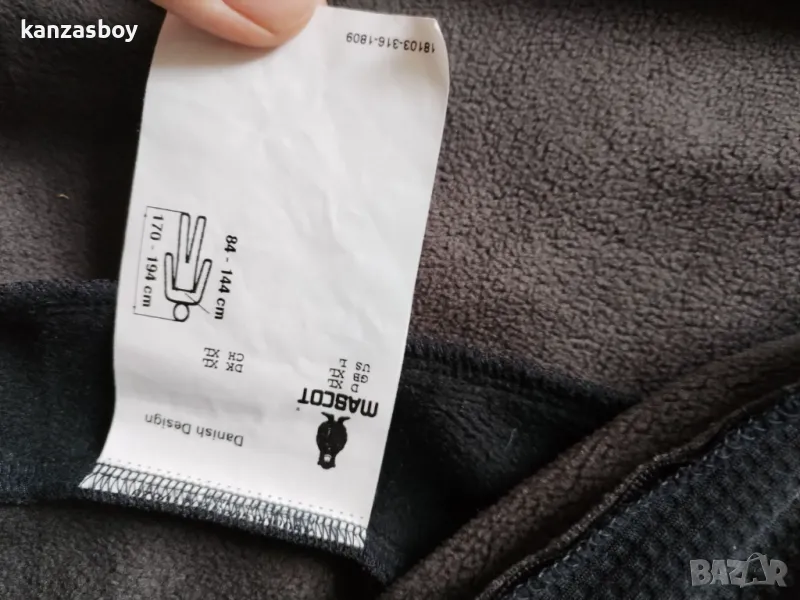 kanzasboy
Danish Design
MASCOT
D XL
GB XL
US L
DK XL
CH XL
84 - 144 cm
170 - 194 cm
18103-316-1809
BAZAR